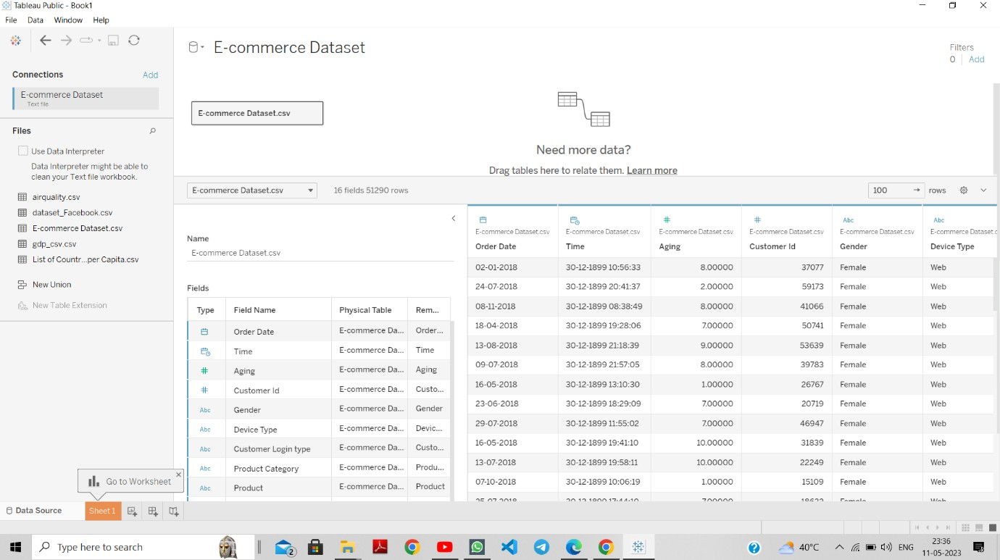 Tableau Public - Book1
File Data Window Help
Connections Add
E-commerce Dataset
Text file
Files
Use Data Interpreter
Data Interpreter might be able to
clean your Text file workbook.
airquality.csv
dataset_Facebook.csv
E-commerce Dataset.csv
gdp_csv.csv
List of Countr...per Capita.csv
New Union
New Table Extension
E-commerce Dataset
Filters
0 Add
E-commerce Dataset.csv
Need more data?
Drag tables here to relate them. Learn more
E-commerce Dataset.csv 16 fields 51290 rows 100 rows
Name
E-commerce Dataset.csv
Fields
Type Field Name Physical Table Rem...
Order Date E-commerce Da... Order...
Time E-commerce Da... Time
# Aging E-commerce Da... Aging
# Customer Id E-commerce Da... Custo...
Abc Gender E-commerce Da... Gender
Abc Device Type E-commerce Da... Devic...
Abc Customer Login type E-commerce Da... Custo...
Abc Product Category E-commerce Da... Produ...
Abc Product E-commerce Da... Product
# # Abc Abc
E-commerce Dataset.csv E-commerce Dataset.csv E-commerce Dataset.csv E-commerce Dataset.csv E-commerce Dataset.csv E-commerce Dataset.c
Order Date Time Aging Customer Id Gender Device Type
02-01-2018 30-12-1899 10:56:33 8.00000 37077 Female Web
24-07-2018 30-12-1899 20:41:37 2.00000 59173 Female Web
08-11-2018 30-12-1899 08:38:49 8.00000 41066 Female Web
18-04-2018 30-12-1899 19:28:06 7.00000 50741 Female Web
13-08-2018 30-12-1899 21:18:39 9.00000 53639 Female Web
09-07-2018 30-12-1899 21:57:05 8.00000 39783 Female Web
16-05-2018 30-12-1899 13:10:30 1.00000 26767 Female Web
23-06-2018 30-12-1899 18:29:09 7.00000 20719 Female Web
29-07-2018 30-12-1899 11:55:02 7.00000 46947 Female Web
16-05-2018 30-12-1899 19:41:10 10.00000 31839 Female Web
13-07-2018 30-12-1899 19:58:11 10.00000 22249 Female Web
07-10-2018 30-12-1899 10:06:19 1.00000 15109 Female Web
Go to Worksheet
Data Source Sheet 1
Type here to search
2
40°C ENG
23:36
11-05-2023